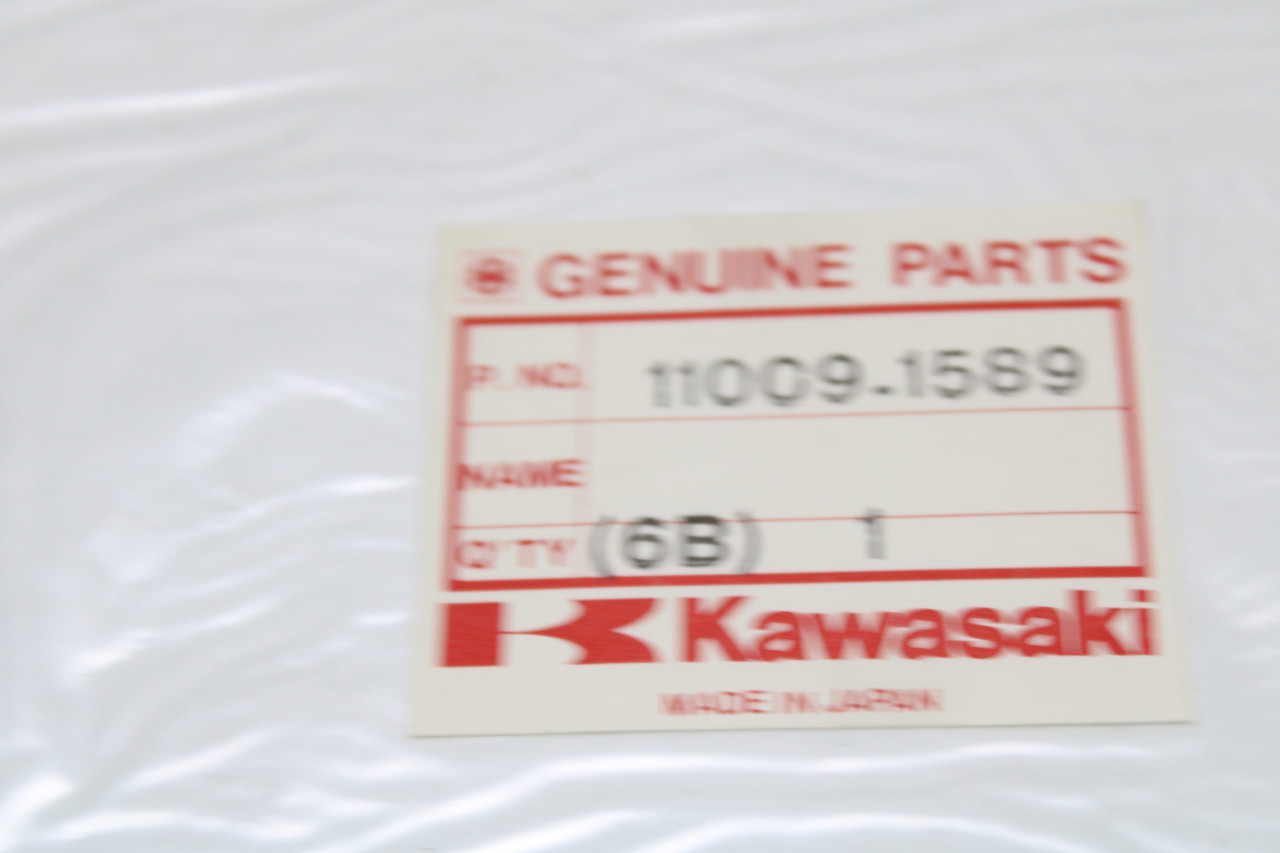 GENUINE PARTS
P. NO. 11009-1589
NAME
Q'TY (6B) 1
Kawasaki
MADE IN JAPAN